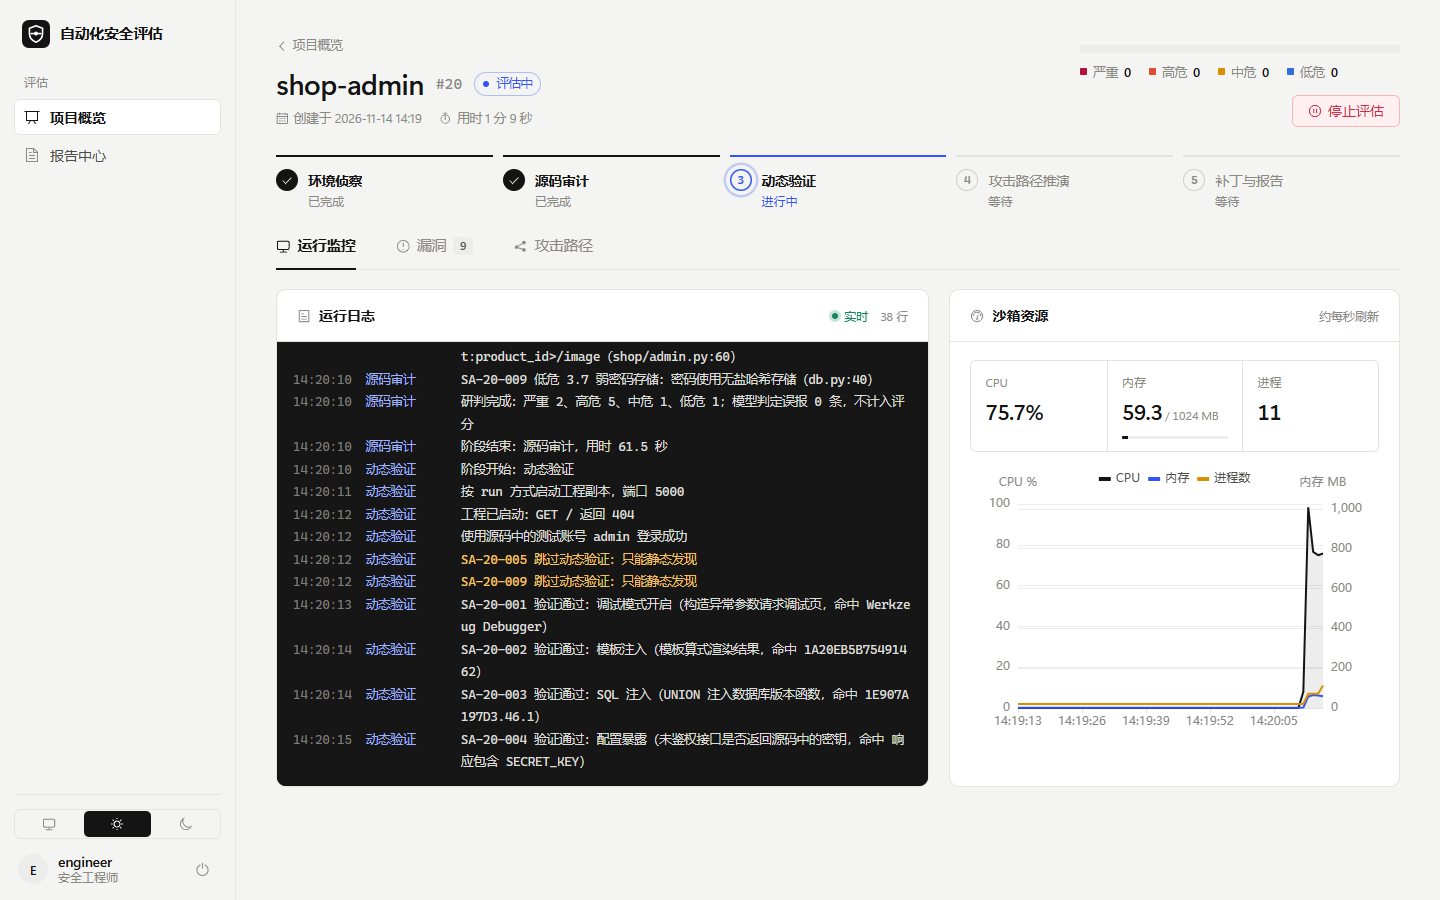 自动化安全评估
评估
项目概览
报告中心
E
engineer
安全工程师
项目概览
shop-admin #20 评估中
创建于 2026-11-14 14:19 用时 1 分 9 秒
严重 0 高危 0 中危 0 低危 0
停止评估
环境侦察
已完成
源码审计
已完成
3 动态验证
进行中
4 攻击路径推演
等待
5 补丁与报告
等待
运行监控 漏洞 9 攻击路径
运行日志 实时 38 行
t:product_id>/image (shop/admin.py:60)
14:20:10 源码审计 SA-20-009 低危 3.7 弱密码存储: 密码使用无盐哈希存储 (db.py:40)
14:20:10 源码审计 研判完成: 严重 2、高危 5、中危 1、低危 1; 模型判定误报 0 条, 不计入评
分
14:20:10 源码审计 阶段结束: 源码审计, 用时 61.5 秒
14:20:10 动态验证 阶段开始: 动态验证
14:20:11 动态验证 按 run 方式启动工程副本, 端口 5000
14:20:12 动态验证 工程已启动: GET / 返回 404
14:20:12 动态验证 使用源码中的测试账号 admin 登录成功
14:20:12 动态验证 SA-20-005 跳过动态验证: 只能静态发现
14:20:12 动态验证 SA-20-009 跳过动态验证: 只能静态发现
14:20:13 动态验证 SA-20-001 验证通过: 调试模式开启 (构造异常参数请求调试页, 命中 Werkze
ug Debugger)
14:20:14 动态验证 SA-20-002 验证通过: 模板注入 (模板算式渲染结果, 命中 1A20EB5B754914
62)
14:20:14 动态验证 SA-20-003 验证通过: SQL 注入 (UNION 注入数据库版本函数, 命中 1E907A
197D3.46.1)
14:20:15 动态验证 SA-20-004 验证通过: 配置暴露 (未鉴权接口是否返回源码中的密钥, 命中 响
应包含 SECRET_KEY)
沙箱资源 约每秒刷新
CPU
75.7%
内存
59.3 / 1024 MB
进程
11
CPU % CPU 内存 进程数 内存 MB
100 1,000
80 800
60 600
40 400
20 200
0 0
14:19:13 14:19:26 14:19:39 14:19:52 14:20:05